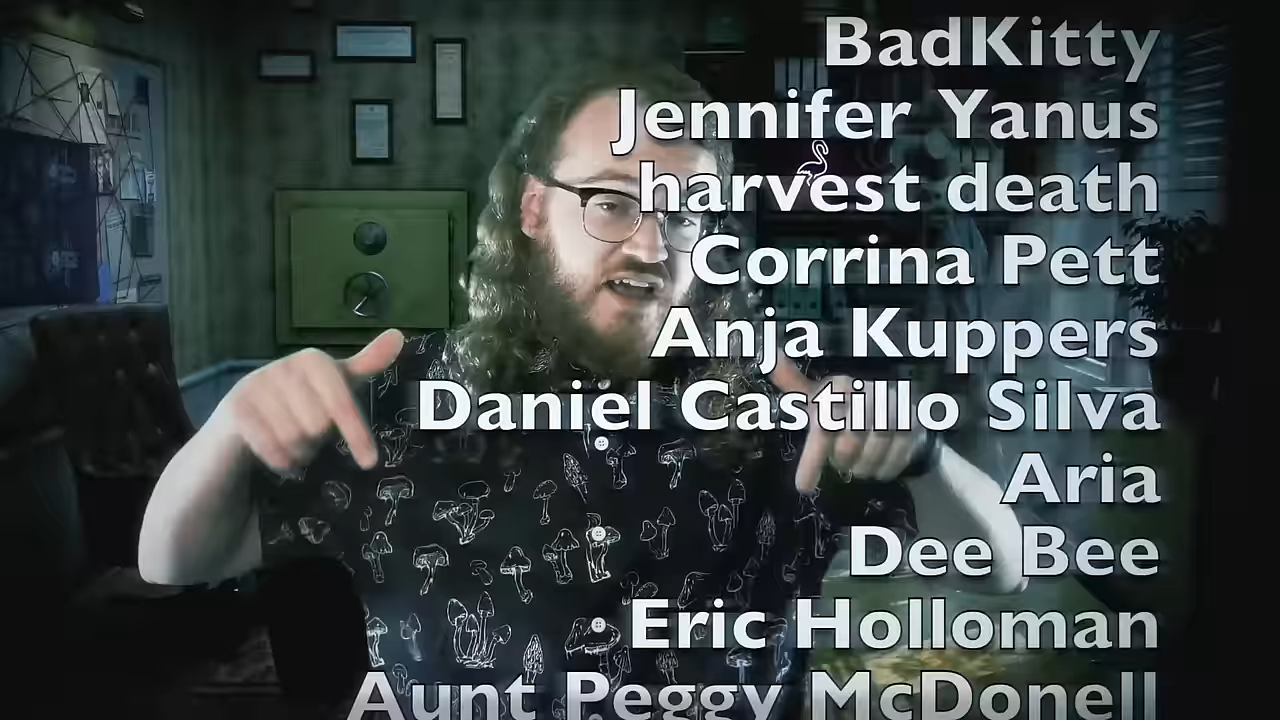 BadKitty
Jennifer Yanus
harvest death
Corrina Pett
Anja Kuppers
Daniel Castillo Silva
Aria
Dee Bee
Eric Holloman
Aunt Peggy McDonell